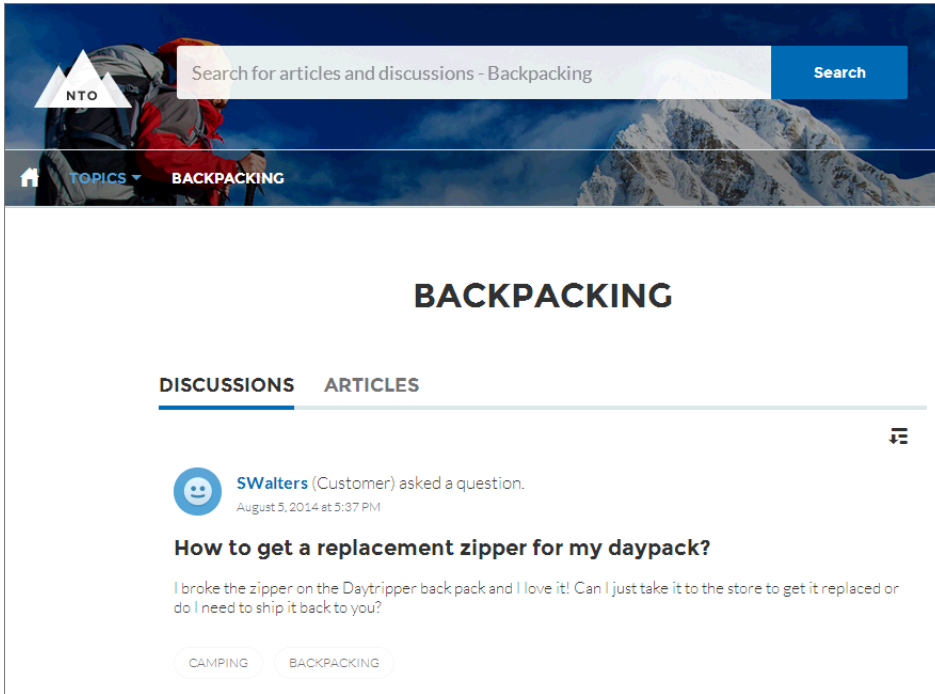 NTO
Search for articles and discussions - Backpacking
Search
TOPICS
BACKPACKING
BACKPACKING
DISCUSSIONS
ARTICLES
SWalters (Customer) asked a question.
August 5, 2014 at 5:37 PM
How to get a replacement zipper for my daypack?
I broke the zipper on the Daytripper back pack and I love it! Can I just take it to the store to get it replaced or
do I need to ship it back to you?
CAMPING
BACKPACKING